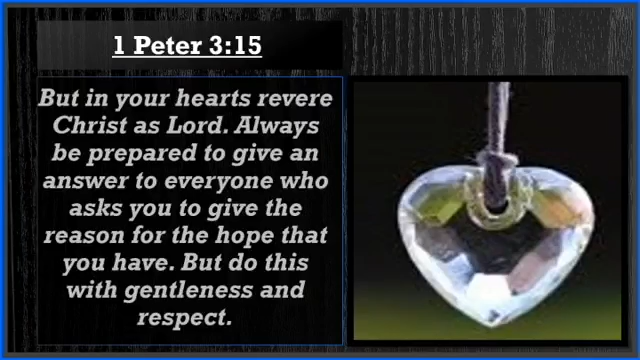 1 Peter 3:15
But in your hearts revere
Christ as Lord. Always
be prepared to give an
answer to everyone who
asks you to give the
reason for the hope that
you have. But do this
with gentleness and
respect.